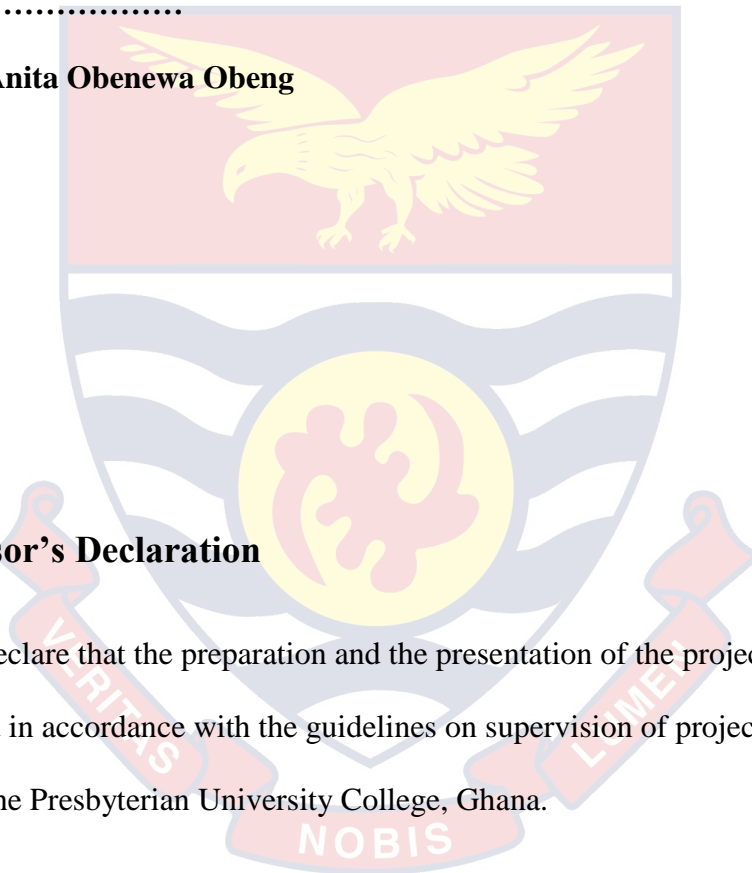 ………………
Anita Obenewa Obeng
sor’s Declaration
eclare that the preparation and the presentation of the projec
in accordance with the guidelines on supervision of projec
he Presbyterian University College, Ghana.
VERITAS
NOBIS
LUMEN